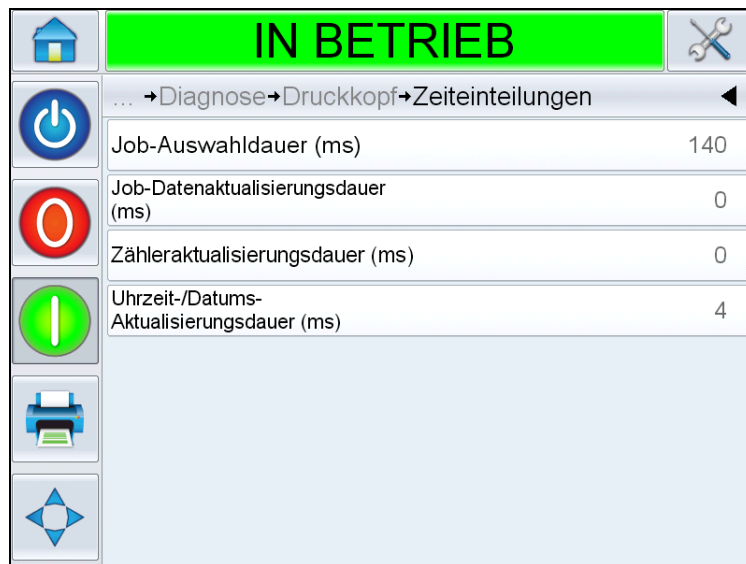 IN BETRIEB
... →Diagnose→Druckkopf→Zeiteinteilungen
Job-Auswahldauer (ms) 140
Job-Datenaktualisierungsdauer
(ms) 0
Zähleraktualisierungsdauer (ms) 0
Uhrzeit-/Datums-
Aktualisierungsdauer (ms) 4